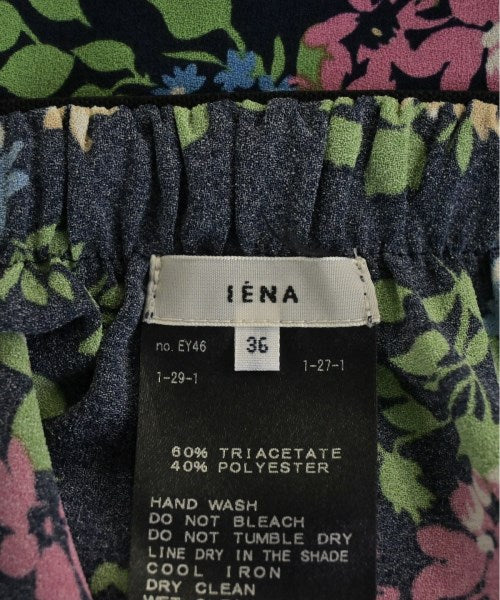 IÉNA
36
no. EY46
1-29-1
1-27-1
60% TRIACETATE
40% POLYESTER
HAND WASH
DO NOT BLEACH
DO NOT TUMBLE DRY
LINE DRY IN THE SHADE
COOL IRON
DRY CLEAN